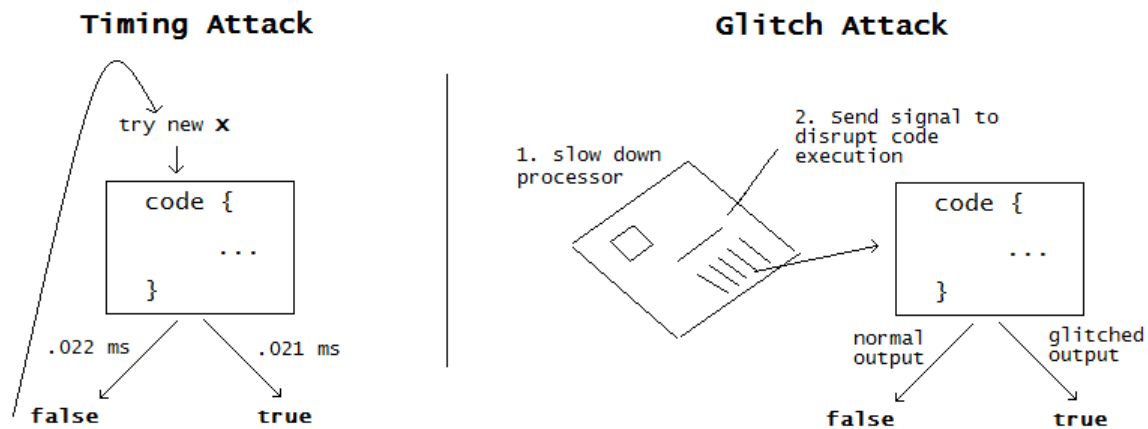 Timing Attack
try new x
code {
...
}
.022 ms
.021 ms
false
true
Glitch Attack
1. slow down
processor
2. Send signal to
disrupt code
execution
code {
...
}
normal
output
glitched
output
false
true